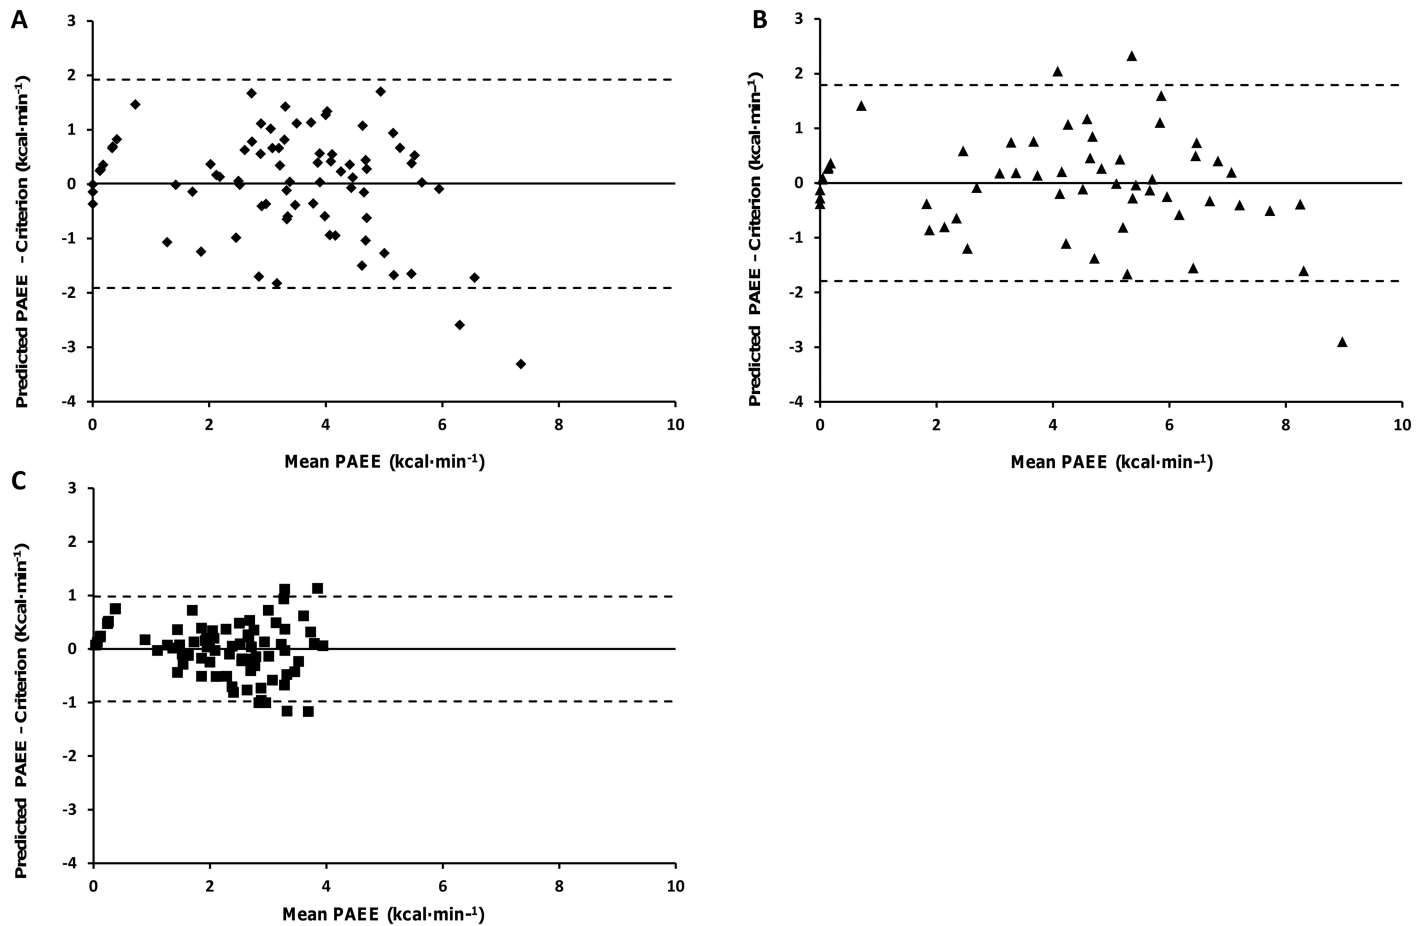 A
Predicted PAEE – Criterion (kcal·min⁻¹)
3
2
1
0
-1
-2
-3
-4
0 2 4 6 8 10
Mean PAEE (kcal·min⁻¹)
B
Predicted PAEE – Criterion (kcal·min–¹)
3
2
1
0
-1
-2
-3
-4
0 2 4 6 8 10
Mean PAEE (kcal·min–¹)
C
Predicted PAEE – Criterion (Kcal·min⁻¹)
3
2
1
0
-1
-2
-3
-4
0 2 4 6 8 10
Mean PAEE (kcal·min–¹)